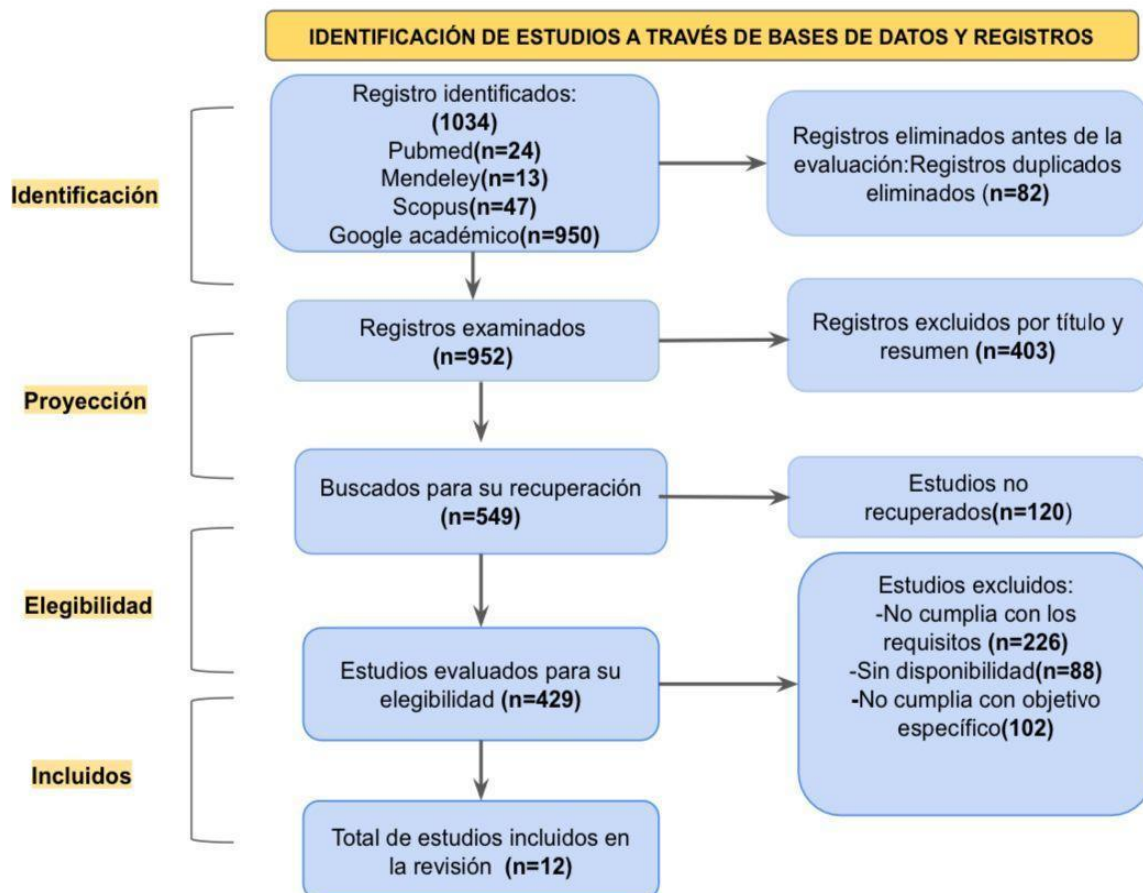 IDENTIFICACIÓN DE ESTUDIOS A TRAVÉS DE BASES DE DATOS Y REGISTROS
Identificación
Registro identificados:
(1034)
Pubmed(n=24)
Mendeley(n=13)
Scopus(n=47)
Google académico(n=950)
Registros eliminados antes de la
evaluación:Registros duplicados
eliminados (n=82)
Proyección
Registros examinados
(n=952)
Registros excluidos por título y
resumen (n=403)
Buscados para su recuperación
(n=549)
Estudios no
recuperados(n=120)
Elegibilidad
Estudios evaluados para su
elegibilidad (n=429)
Estudios excluidos:
-No cumplia con los
requisitos (n=226)
-Sin disponibilidad(n=88)
-No cumplia con objetivo
específico(102)
Incluidos
Total de estudios incluidos en
la revisión (n=12)